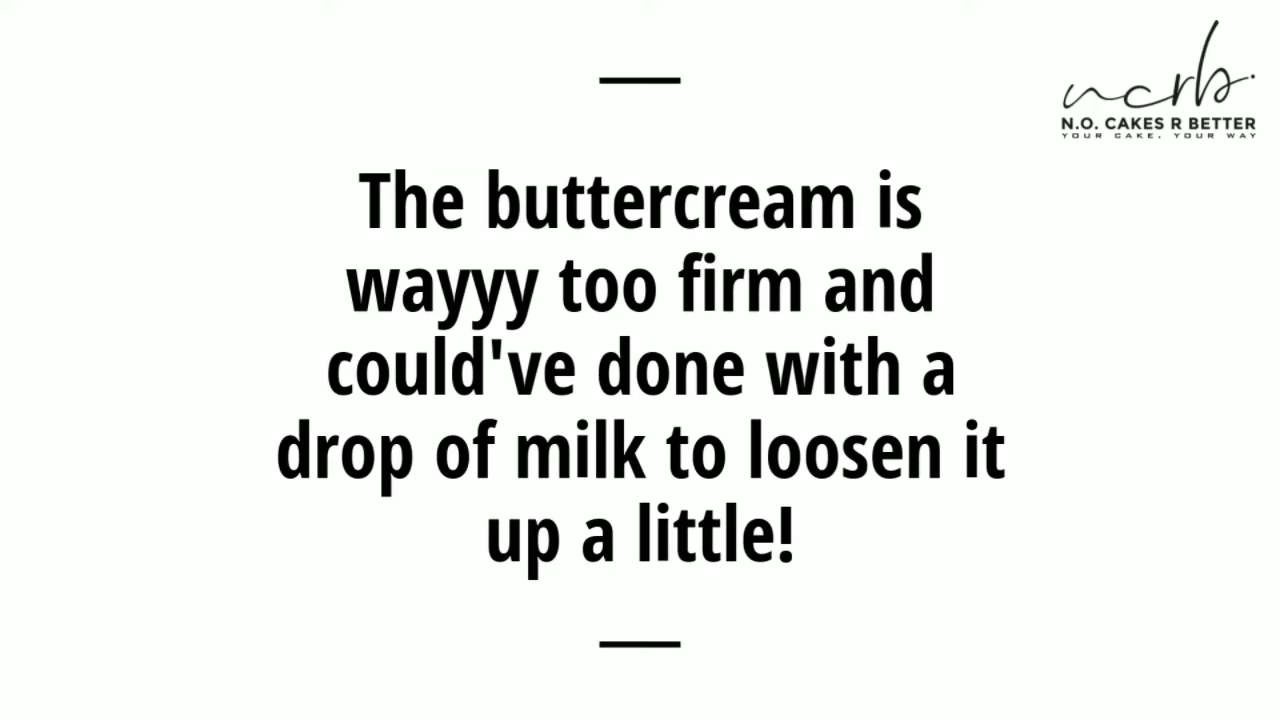 ncrb.
N.O. CAKES R BETTER
YOUR CAKE, YOUR WAY
The buttercream is
wayyy too firm and
could've done with a
drop of milk to loosen it
up a little!